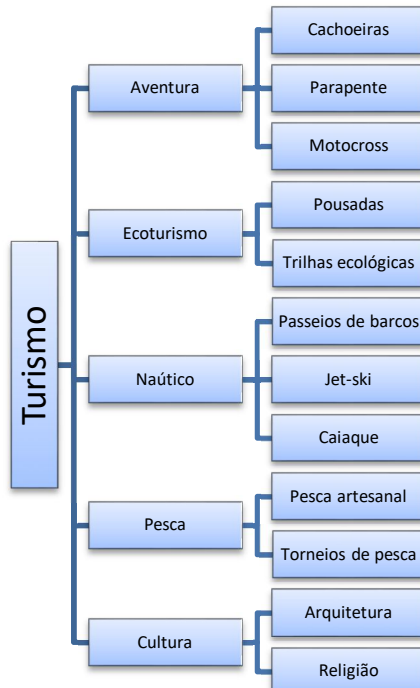 Turismo
Aventura
Cachoeiras
Parapente
Motocross
Ecoturismo
Pousadas
Trilhas ecológicas
Naútico
Passeios de barcos
Jet-ski
Caiaque
Pesca
Pesca artesanal
Torneios de pesca
Cultura
Arquitetura
Religião